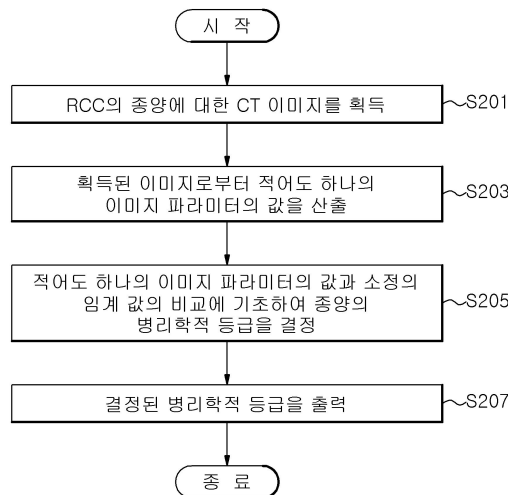 시 작
RCC의 종양에 대한 CT 이미지를 획득
S201
획득된 이미지로부터 적어도 하나의
이미지 파라미터의 값을 산출
S203
적어도 하나의 이미지 파라미터의 값과 소정의
임계 값의 비교에 기초하여 종양의
병리학적 등급을 결정
S205
결정된 병리학적 등급을 출력
S207
종 료